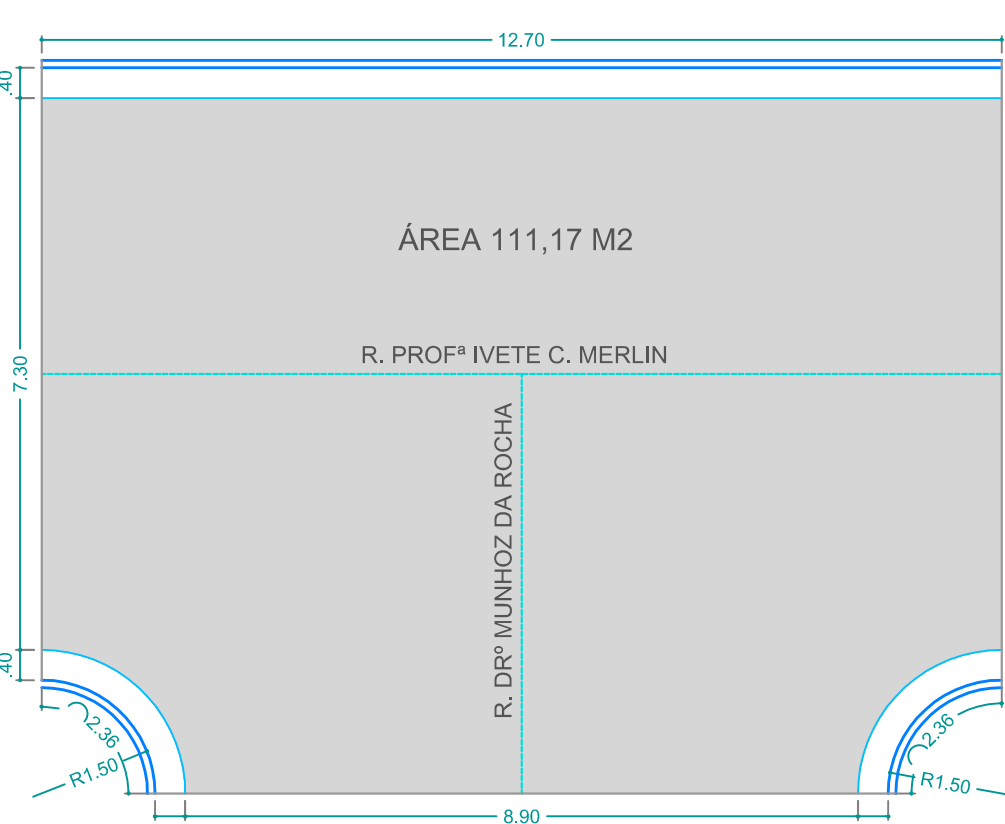 12.70
.40
ÁREA 111,17 M2
7.30
R. PROFª IVETE C. MERLIN
R. DRº MUNHOZ DA ROCHA
.40
2.36
R1.50
2.36
R1.50
8.90